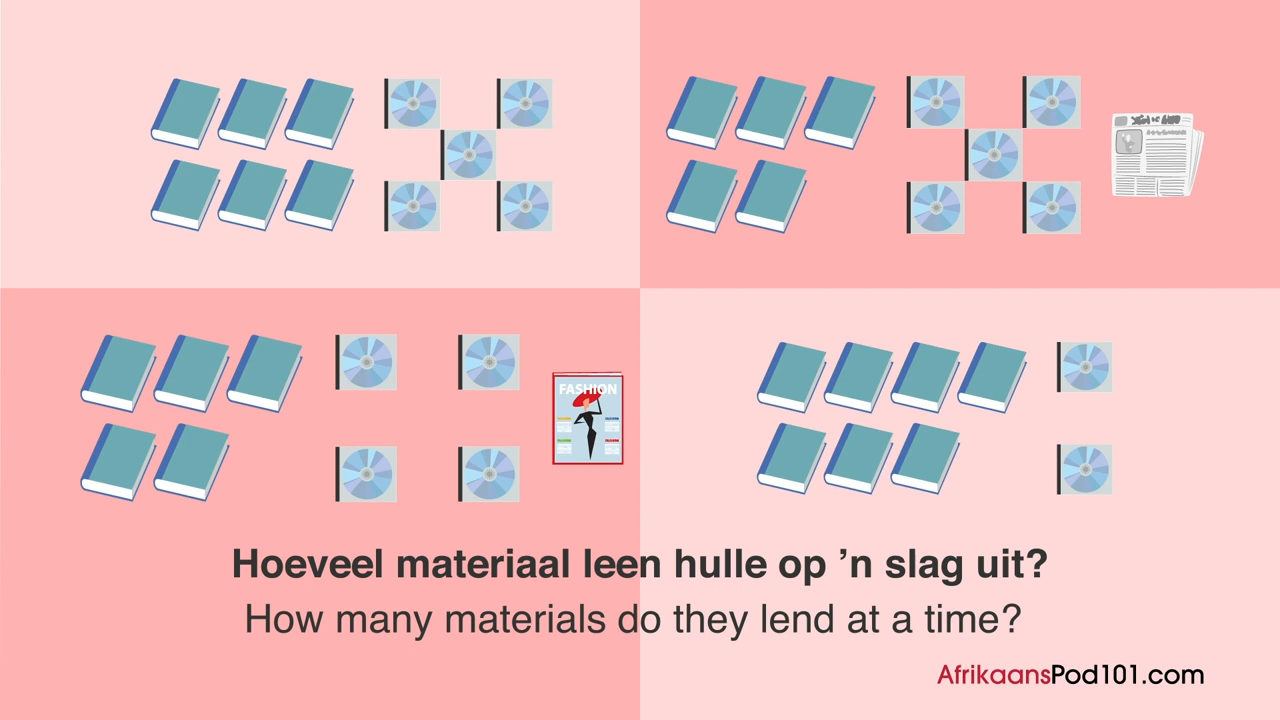 FASHION
Hoeveel materiaal leen hulle op ’n slag uit?
How many materials do they lend at a time?
AfrikaansPod101.com